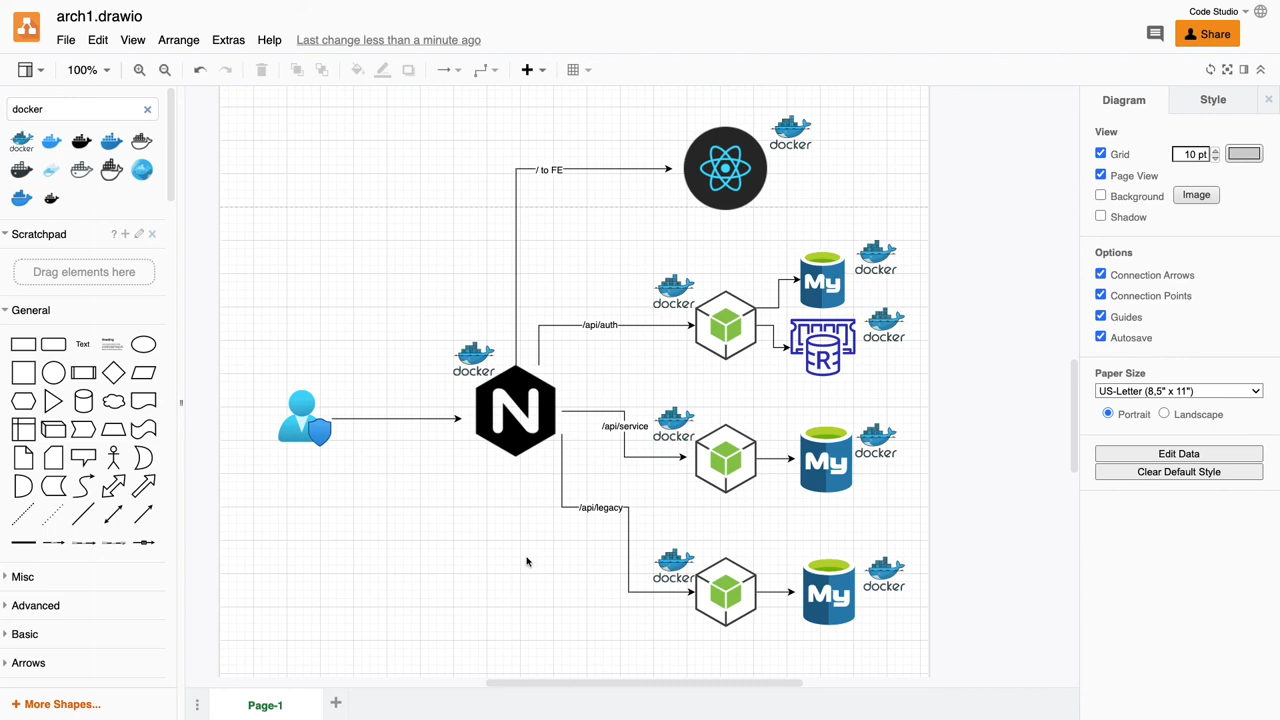 arch1.drawio
Code Studio
File Edit View Arrange Extras Help Last change less than a minute ago
Share
100%
docker
docker
Scratchpad
?
Drag elements here
General
Text
Heading
Misc
Advanced
Basic
Arrows
More Shapes...
/ to FE
docker
docker
My
docker
/api/auth
R
docker
docker
N
/api/service
docker
My
docker
/api/legacy
docker
My
docker
Page-1
Diagram Style
View
Grid 10 pt
Page View
Background Image
Shadow
Options
Connection Arrows
Connection Points
Guides
Autosave
Paper Size
US-Letter (8,5" x 11")
Portrait Landscape
Edit Data
Clear Default Style